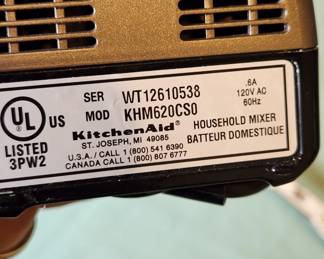 SER WT12610538
MOD KHM620CS0
.6A
120V AC
60Hz
UL US
LISTED
3PW2
KitchenAid®
ST. JOSEPH, MI 49085
U.S.A. / CALL 1 (800) 541 6390
CANADA CALL 1 (800) 807 6777
HOUSEHOLD MIXER
BATTEUR DOMESTIQUE